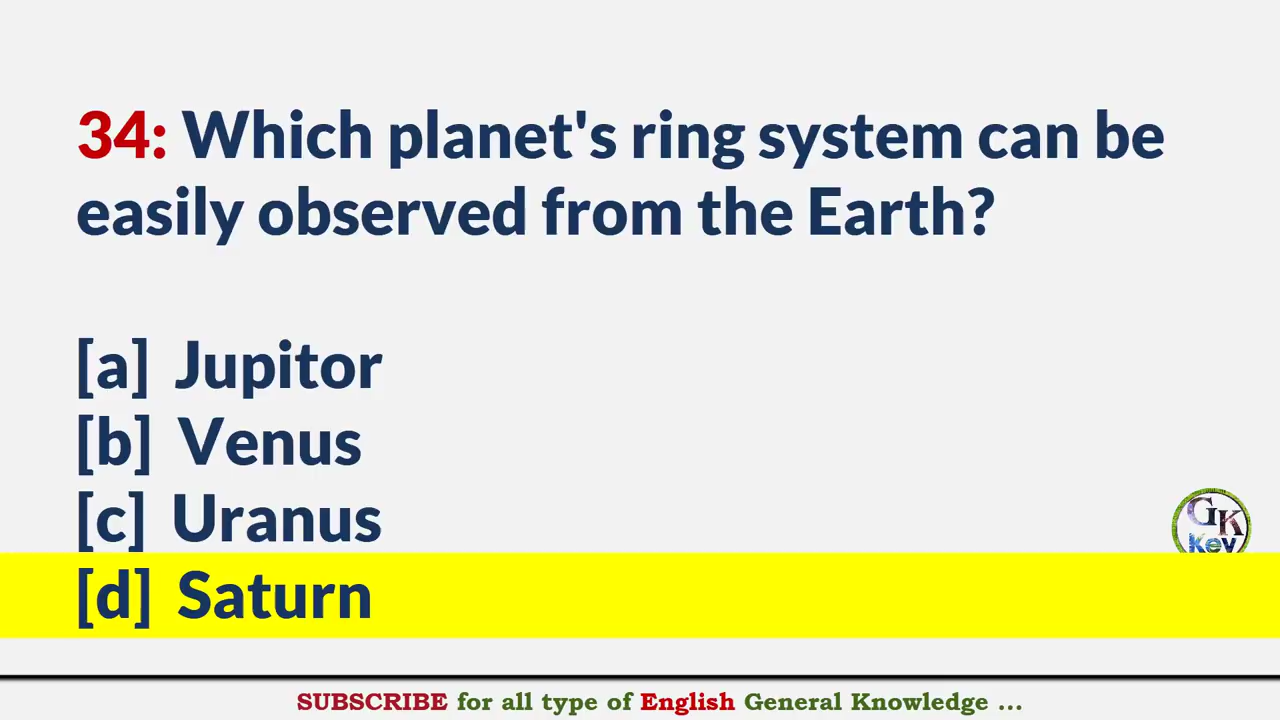 34: Which planet's ring system can be
easily observed from the Earth?
[a] Jupitor
[b] Venus
[c] Uranus
GK
Key
[d] Saturn
SUBSCRIBE for all type of English General Knowledge ...